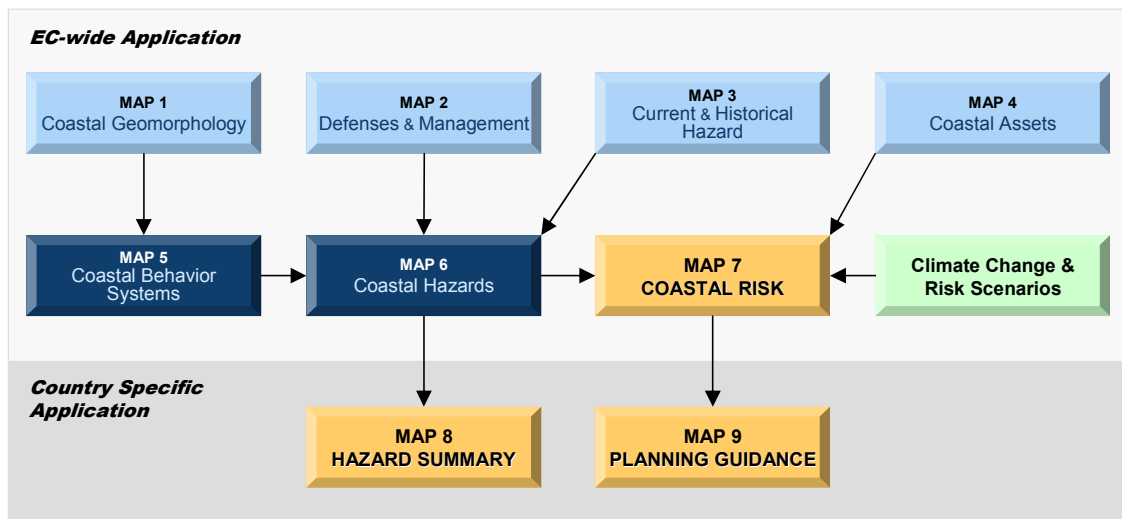 EC-wide Application
MAP 1
Coastal Geomorphology
MAP 2
Defenses & Management
MAP 3
Current & Historical
Hazard
MAP 4
Coastal Assets
MAP 5
Coastal Behavior
Systems
MAP 6
Coastal Hazards
MAP 7
COASTAL RISK
Climate Change &
Risk Scenarios
Country Specific
Application
MAP 8
HAZARD SUMMARY
MAP 9
PLANNING GUIDANCE